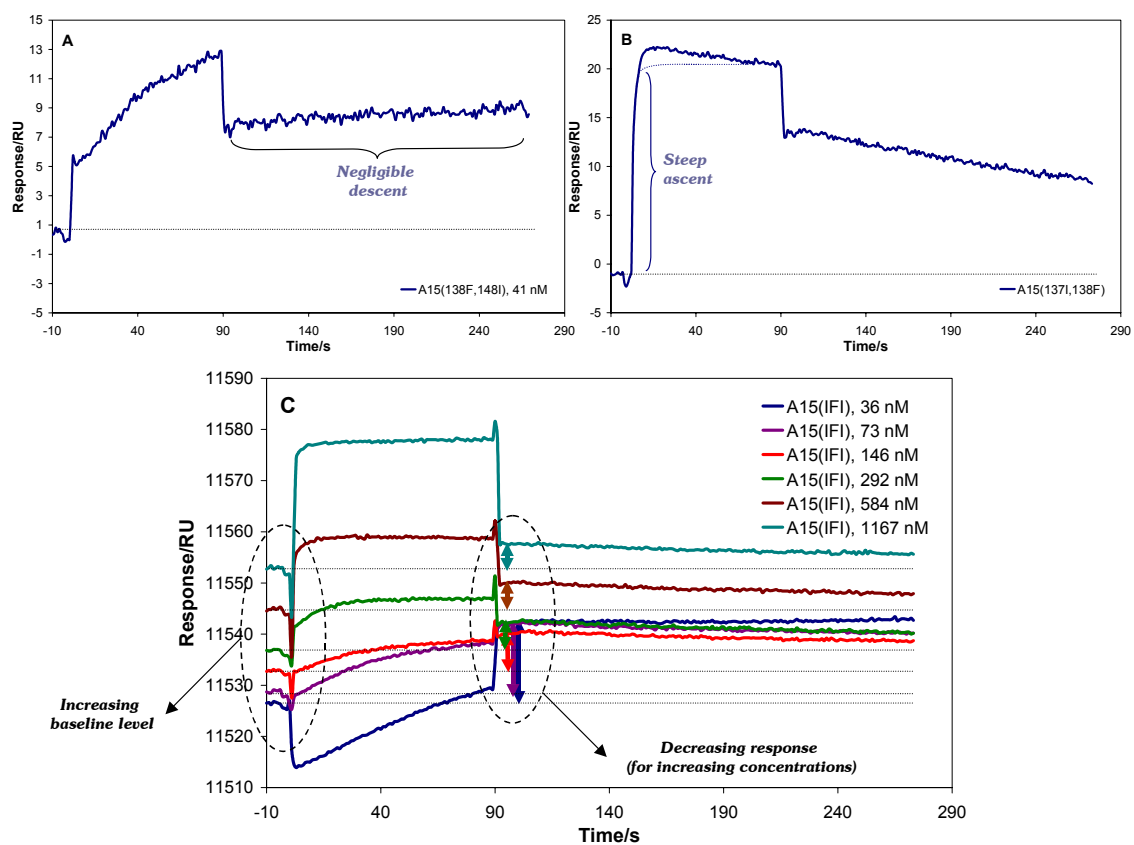 A
Response/RU
15
13
11
9
7
5
3
1
-1
-3
-5
-10 40 90 140 190 240 290
Time/s
Negligible
descent
A15(138F,148I), 41 nM
B
Response/RU
25
20
15
10
5
0
-5
-10 40 90 140 190 240 290
Time/s
Steep
ascent
A15(137I,138F)
C
Response/RU
11590
11580
11570
11560
11550
11540
11530
11520
11510
-10 40 90 140 190 240 290
Time/s
A15(IFI), 36 nM
A15(IFI), 73 nM
A15(IFI), 146 nM
A15(IFI), 292 nM
A15(IFI), 584 nM
A15(IFI), 1167 nM
Increasing
baseline level
Decreasing response
(for increasing concentrations)